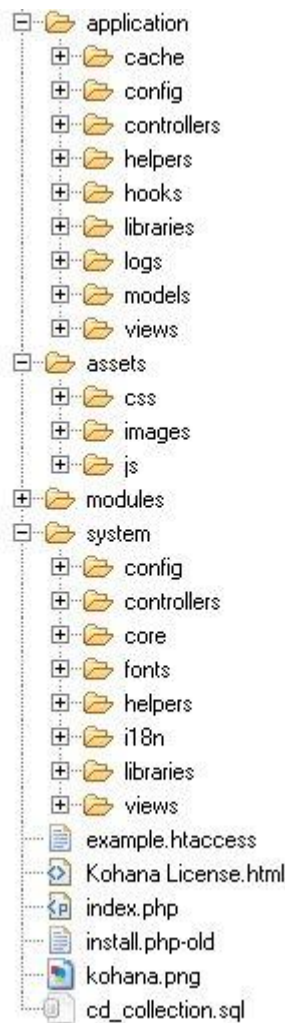 application
cache
config
controllers
helpers
hooks
libraries
logs
models
views
assets
css
images
js
modules
system
config
controllers
core
fonts
helpers
i18n
libraries
views
example.htaccess
Kohana License.html
index.php
install.php-old
kohana.png
cd_collection.sql